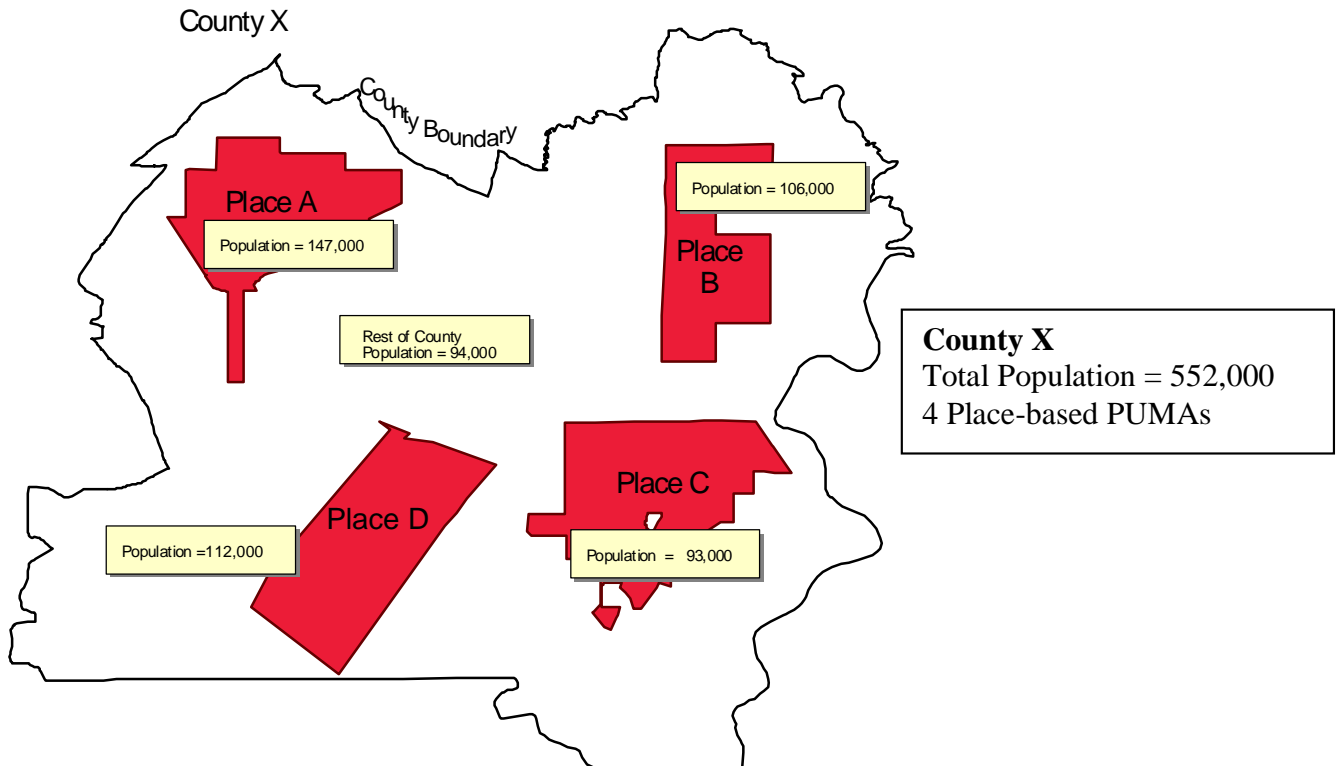 County X
County Boundary
Place A
Population = 147,000
Population = 106,000
Place
B
Rest of County
Population = 94,000
County X
Total Population = 552,000
4 Place-based PUMAs
Place D
Population =112,000
Place C
Population = 93,000